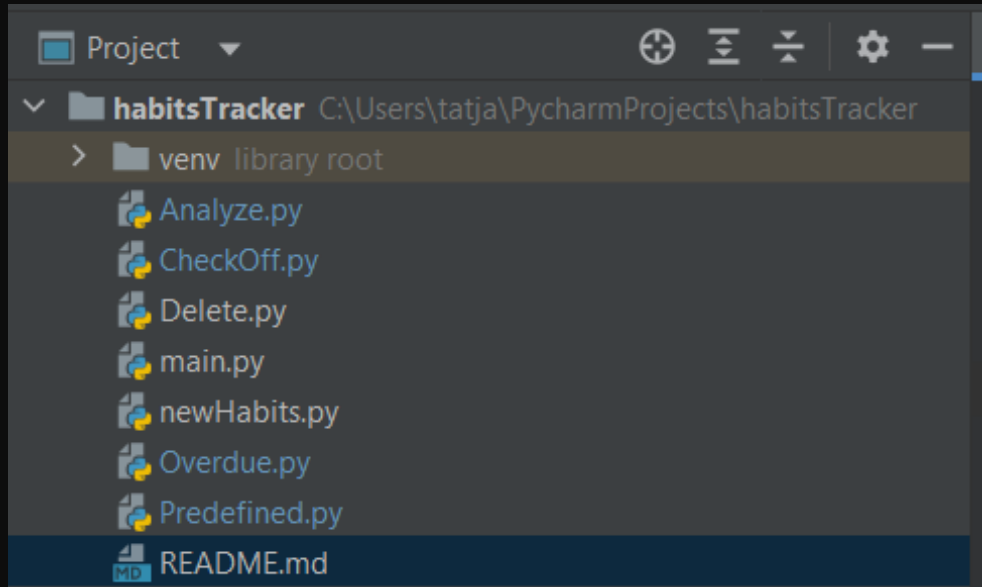 Project
habitsTracker C:\Users\tatja\PycharmProjects\habitsTracker
venv library root
Analyze.py
CheckOff.py
Delete.py
main.py
newHabits.py
Overdue.py
Predefined.py
MD README.md